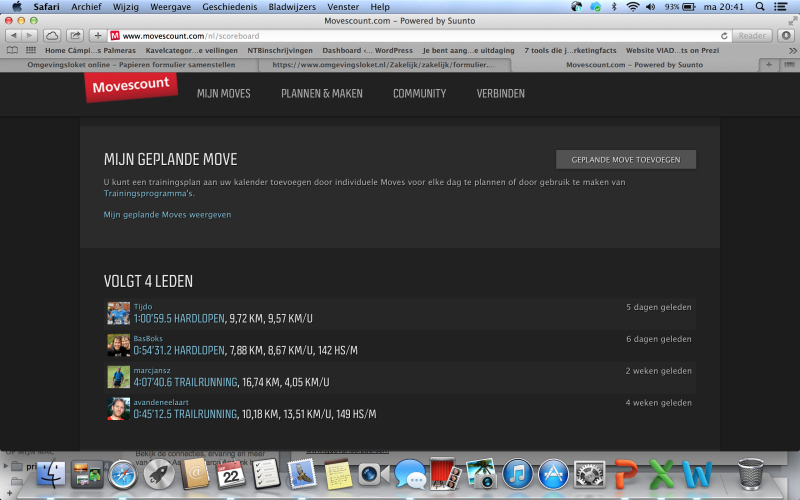 Safari Archief Wijzig Weergave Geschiedenis Bladwijzers Venster Help 93% ma 20:41
Movescount.com – Powered by Suunto
www.movescount.com/nl/scoreboard Reader
Home Càmpi...s Palmeras Kavelcategor...e veilingen NTBinschrijvingen Dashboard ‹... WordPress Je bent aang...e uitdaging 7 tools die j...rketingfacts Website VIAD...ts on Prezi
Omgevingsloket online – Papieren formulier samenstellen https://www.omgevingsloket.nl/Zakelijk/zakelijk/formulier... Movescount.com – Powered by Suunto
Movescount MIJN MOVES PLANNEN & MAKEN COMMUNITY VERBINDEN
MIJN GEPLANDE MOVE GEPLANDE MOVE TOEVOEGEN
U kunt een trainingsplan aan uw kalender toevoegen door individuele Moves voor elke dag te plannen of door gebruik te maken van
Trainingsprogramma's.
Mijn geplande Moves weergeven
VOLGT 4 LEDEN
Tijdo 5 dagen geleden
1:00'59.5 HARDLOPEN, 9,72 KM, 9,57 KM/U
BasBoks 6 dagen geleden
0:54'31.2 HARDLOPEN, 7,88 KM, 8,67 KM/U, 142 HS/M
marcjansz 2 weken geleden
4:07'40.6 TRAILRUNNING, 16,74 KM, 4,05 KM/U
avandeneelaart 4 weken geleden
0:45'12.5 TRAILRUNNING, 10,18 KM, 13,51 KM/U, 149 HS/M
Bekijk de connecties, ervaring en meer
22